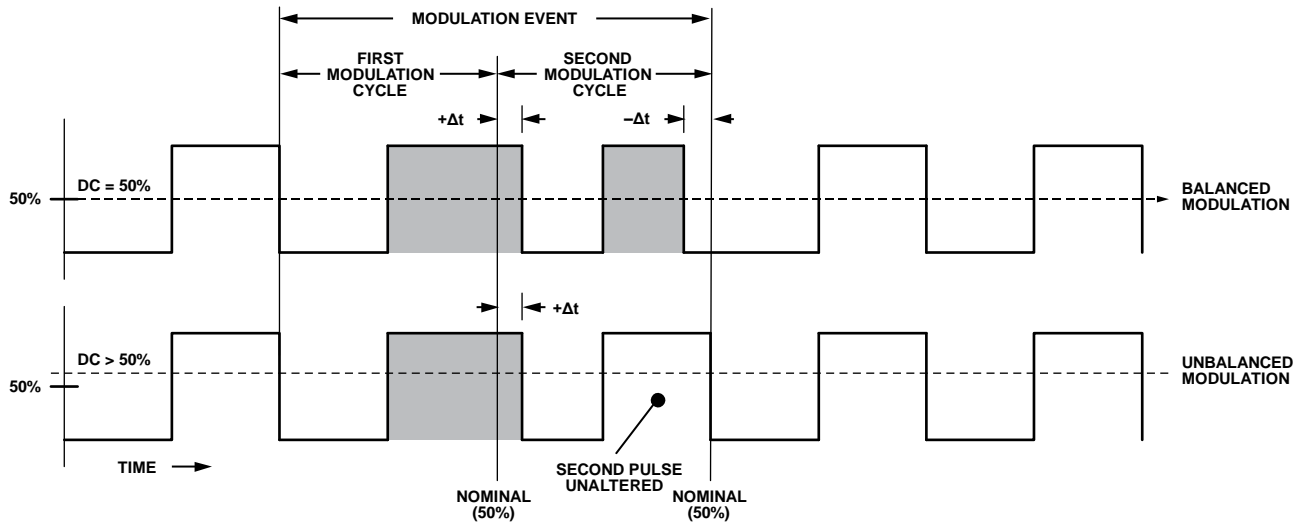 MODULATION EVENT
FIRST
MODULATION
CYCLE
SECOND
MODULATION
CYCLE
+Δt
–Δt
50%
DC = 50%
BALANCED
MODULATION
+Δt
DC > 50%
50%
UNBALANCED
MODULATION
TIME
SECOND PULSE
UNALTERED
NOMINAL
(50%)
NOMINAL
(50%)